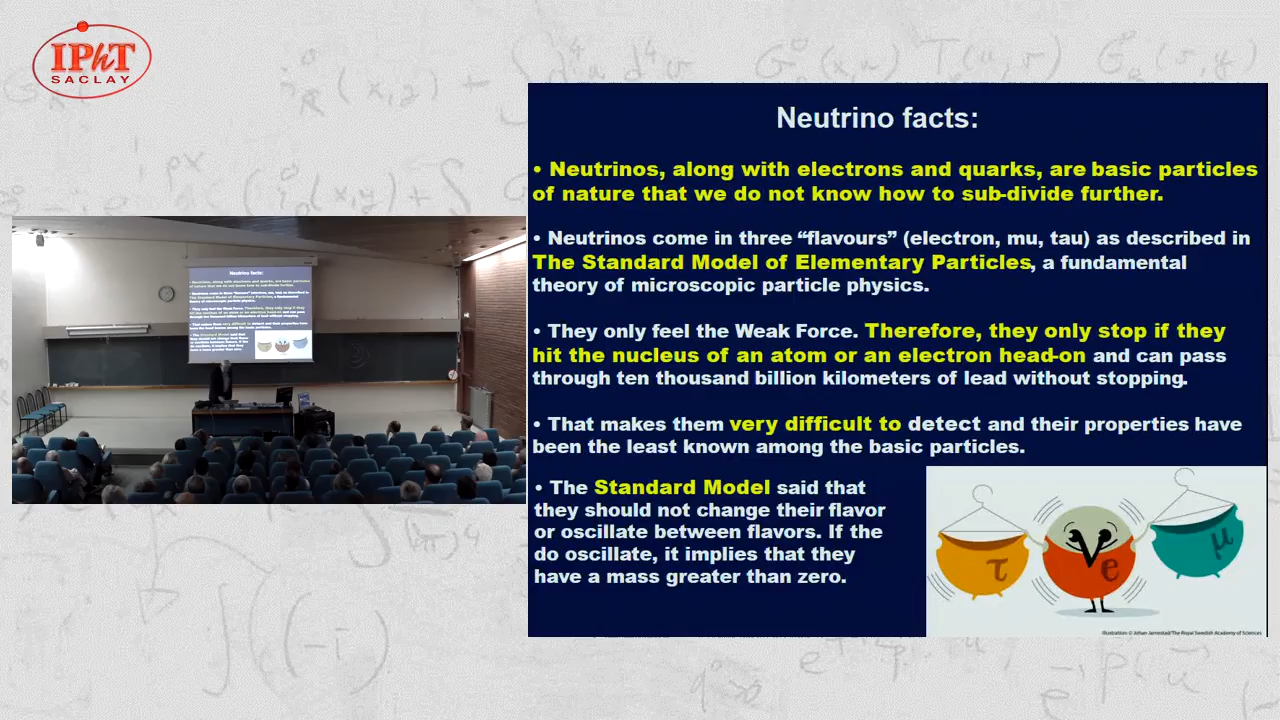 IPhT
SACLAY
Neutrino facts:
• Neutrinos, along with electrons and quarks, are basic particles
of nature that we do not know how to sub-divide further.
• Neutrinos come in three “flavours” (electron, mu, tau) as described in
The Standard Model of Elementary Particles, a fundamental
theory of microscopic particle physics.
• They only feel the Weak Force. Therefore, they only stop if they
hit the nucleus of an atom or an electron head-on and can pass
through ten thousand billion kilometers of lead without stopping.
• That makes them very difficult to detect and their properties have
been the least known among the basic particles.
• The Standard Model said that
they should not change their flavor
or oscillate between flavors. If the
do oscillate, it implies that they
have a mass greater than zero.
τ
ν
e
μ
Illustration: © Johan Jarnestad/The Royal Swedish Academy of Sciences